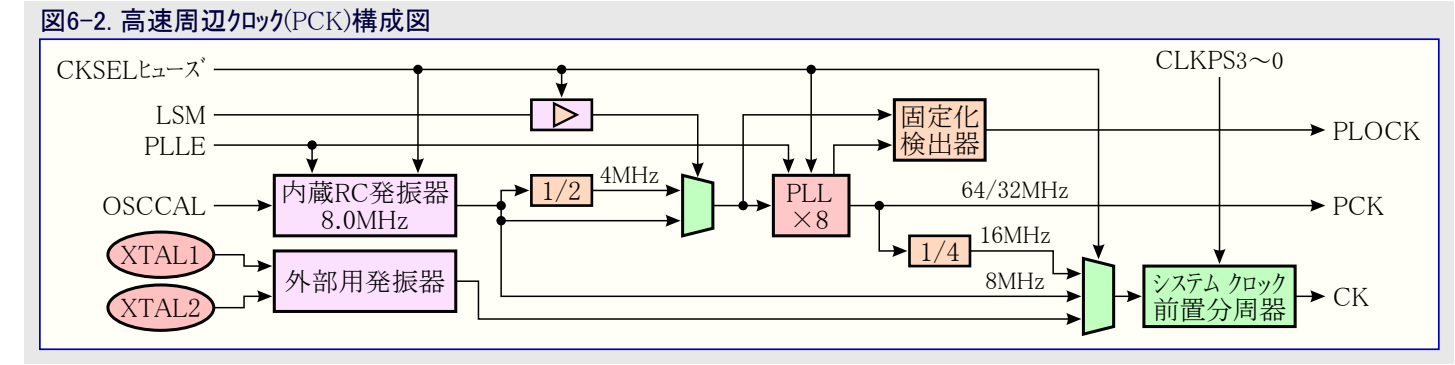 図6-2. 高速周辺クロック(PCK)構成図
CKSELヒューズ
CLKPS3～0
LSM
PLLE
固定化
検出器
PLOCK
OSCCAL
内蔵RC発振器
8.0MHz
1/2
4MHz
PLL
×8
64/32MHz
PCK
1/4
16MHz
8MHz
XTAL1
XTAL2
外部用発振器
システム クロック
前置分周器
CK